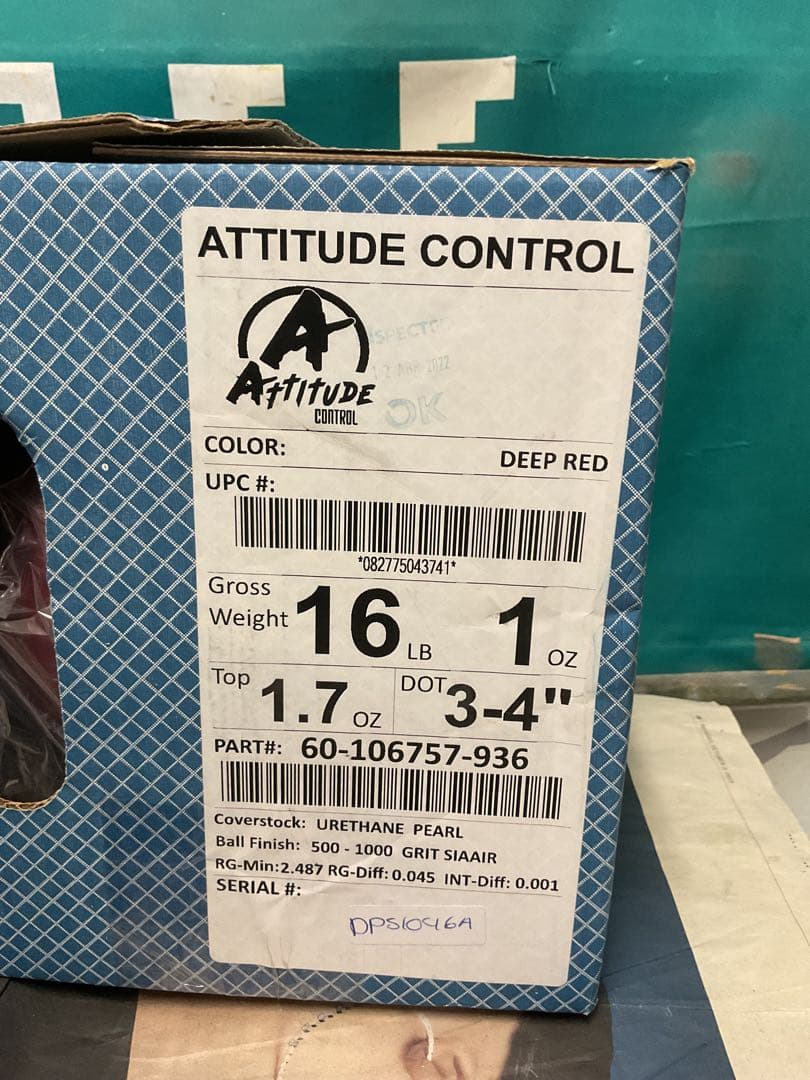 ATTITUDE CONTROL
A
ATTITUDE
CONTROL
OK
COLOR: DEEP RED
UPC #:
*082775043741*
Gross Weight 16 LB 1 OZ
Top 1.7 OZ DOT 3-4"
PART#: 60-106757-936
Coverstock: URETHANE PEARL
Ball Finish: 500 - 1000 GRIT SIAAIR
RG-Min:2.487 RG-Diff: 0.045 INT-Diff: 0.001
SERIAL #:
DPS1046A